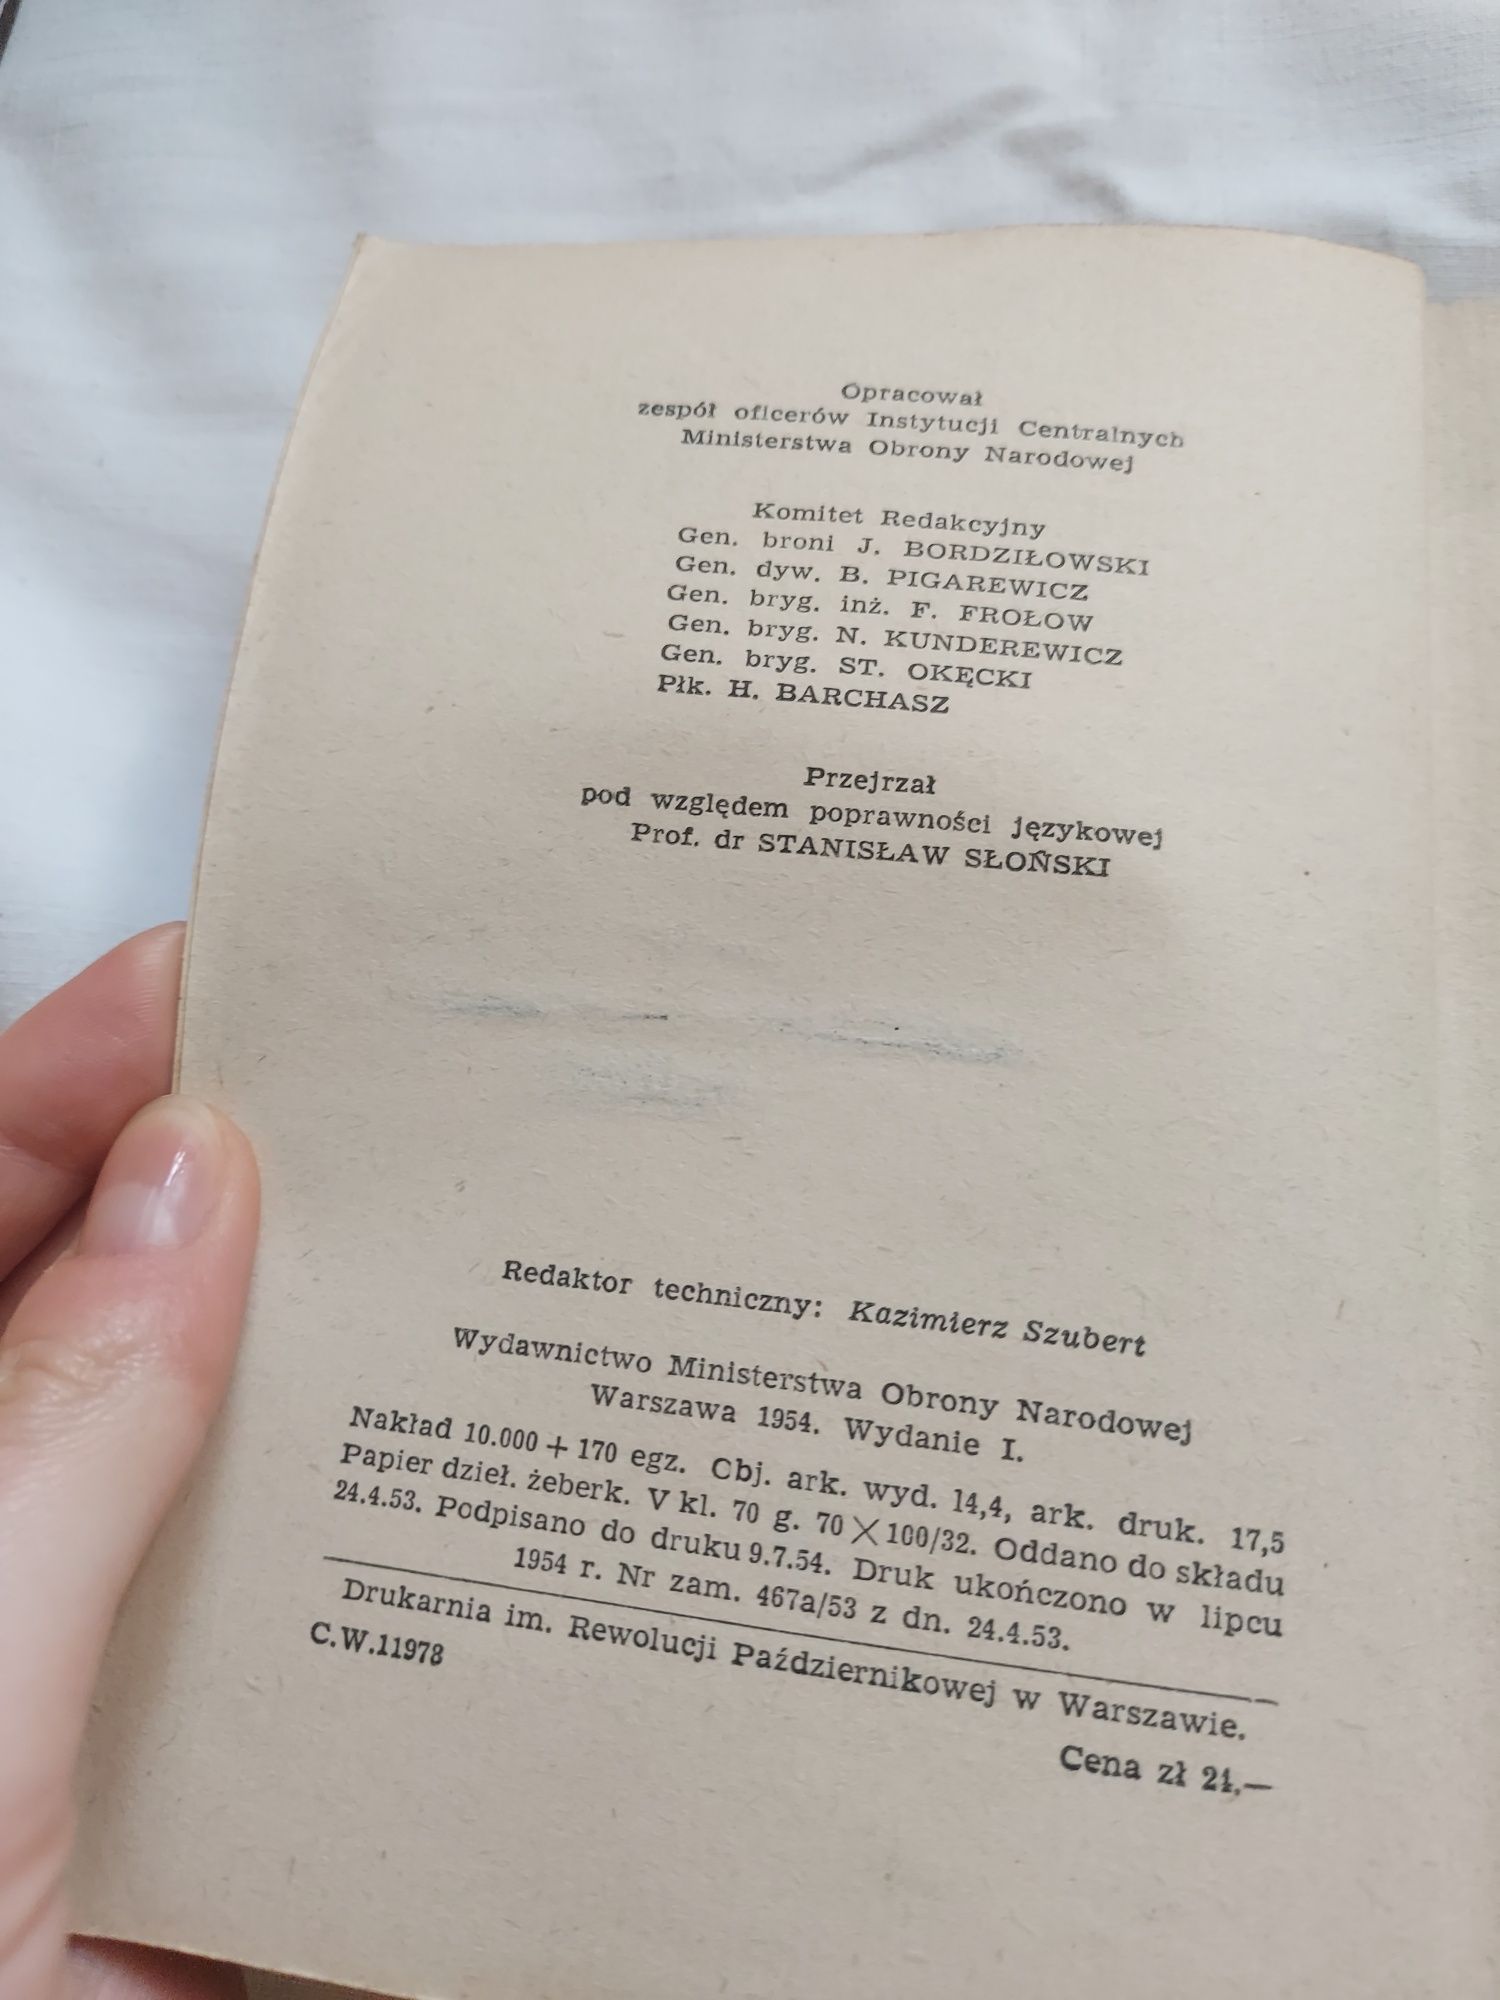 Opracował
zespół oficerów Instytucji Centralnych
Ministerstwa Obrony Narodowej
Komitet Redakcyjny
Gen. broni J. BORDZIŁOWSKI
Gen. dyw. B. PIGAREWICZ
Gen. bryg. inż. F. FROŁOW
Gen. bryg. N. KUNDEREWICZ
Gen. bryg. ST. OKĘCKI
Płk. H. BARCHASZ
Przejrzał
pod względem poprawności językowej
Prof. dr STANISŁAW SŁOŃSKI
Redaktor techniczny: Kazimierz Szubert
Wydawnictwo Ministerstwa Obrony Narodowej
Warszawa 1954. Wydanie I.
Nakład 10.000 + 170 egz. Cbj. ark. wyd. 14,4, ark. druk. 17,5
Papier dzieł. żeberk. V kl. 70 g. 70 X 100/32. Oddano do składu
24.4.53. Podpisano do druku 9.7.54. Druk ukończono w lipcu
1954 r. Nr zam. 467a/53 z dn. 24.4.53.
Drukarnia im. Rewolucji Październikowej w Warszawie.
C.W.11978
Cena zł